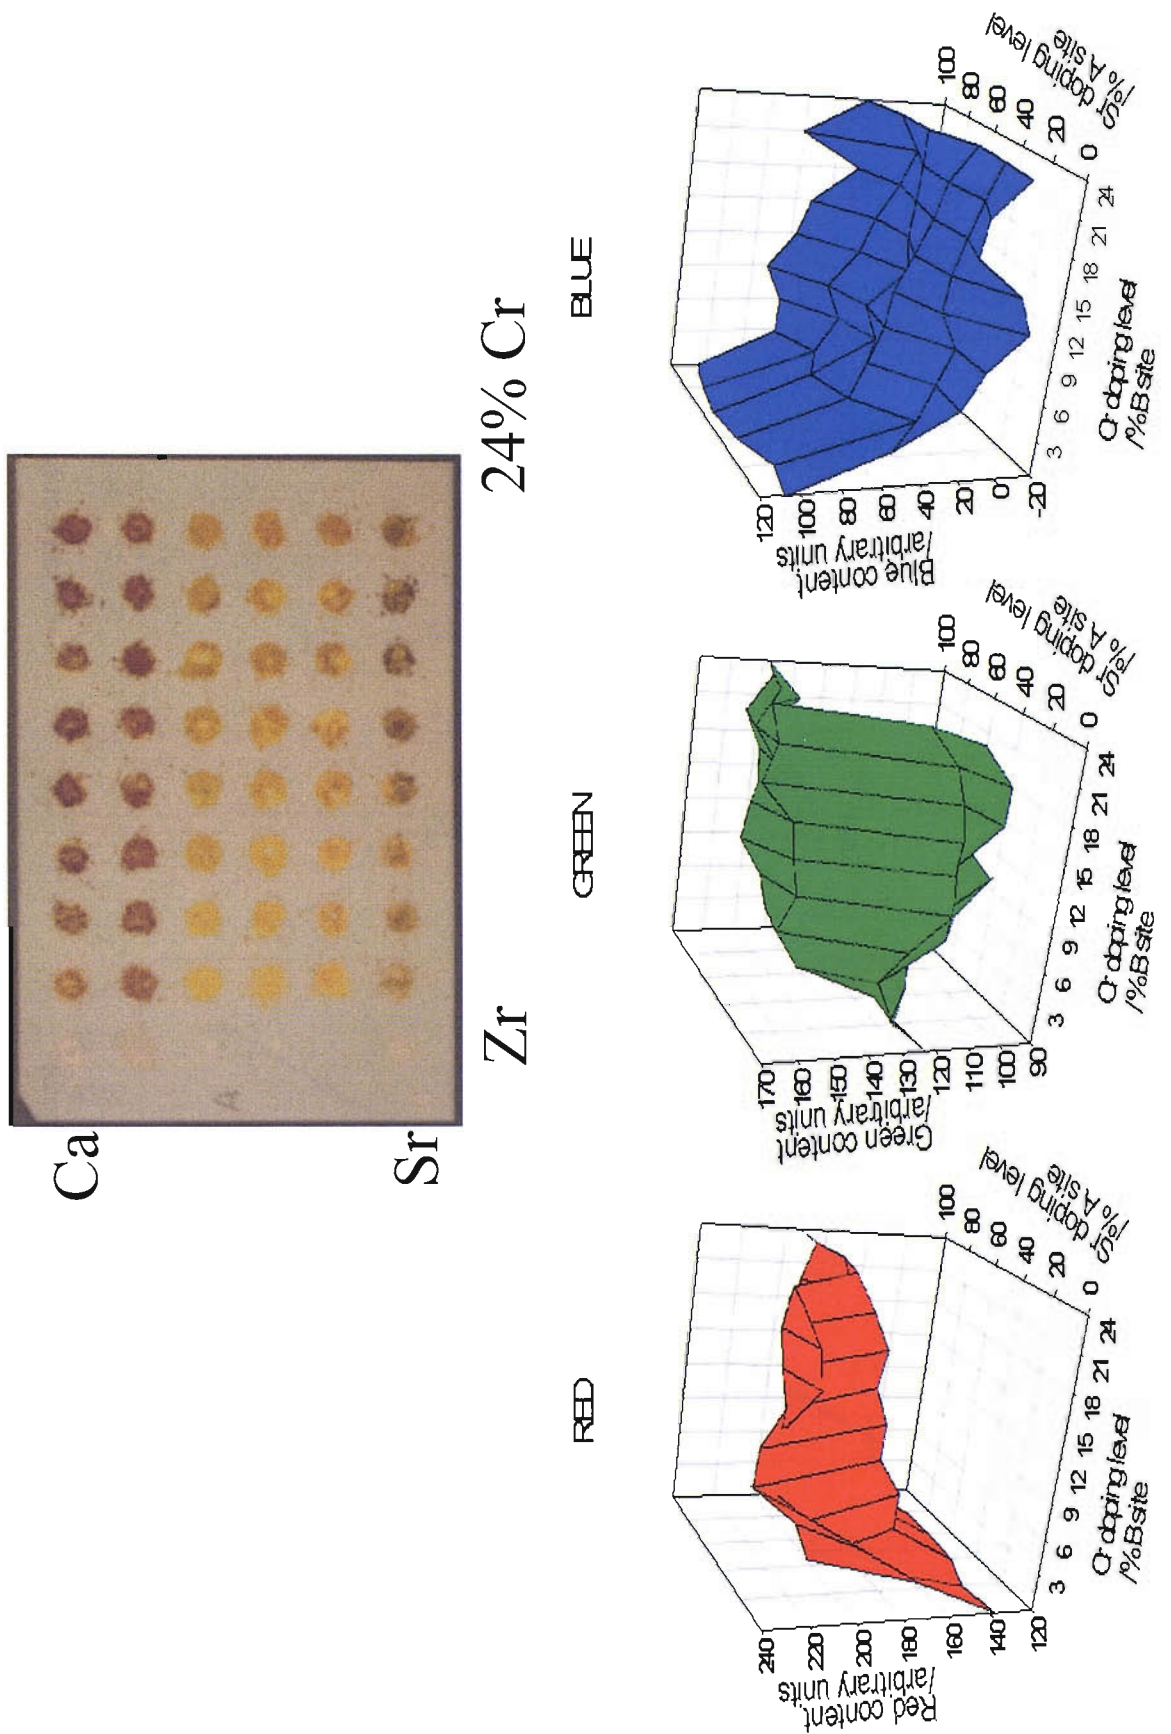 Ca
Sr
A
Zr
24% Cr
RED
GREEN
BLUE
240
220
200
180
160
140
120
Red content
/arbitrary units
3
6
9
12
15
18
21
24
Cr doping level
/% B site
0
20
40
60
80
100
Sr doping level
/% A site
170
160
150
140
130
120
110
100
90
Green content
/arbitrary units
3
6
9
12
15
18
21
24
Cr doping level
/% B site
0
20
40
60
80
100
Sr doping level
/% A site
120
100
80
60
40
20
0
-20
Blue content
/arbitrary units
3
6
9
12
15
18
21
24
Cr doping level
/% B site
0
20
40
60
80
100
Sr doping level
/% A site